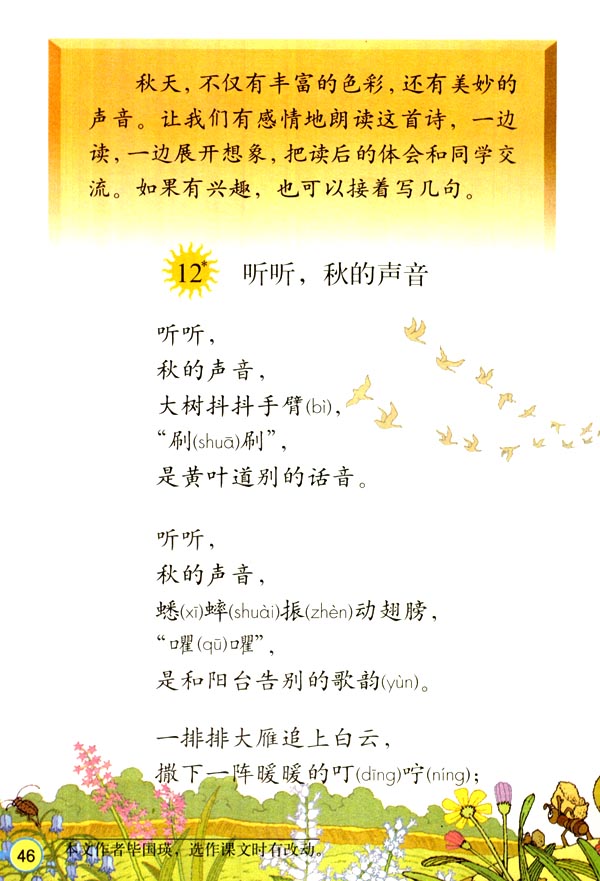 秋天，不仅有丰富的色彩，还有美妙的
声音。让我们有感情地朗读这首诗，一边
读，一边展开想象，把读后的体会和同学交
流。如果有兴趣，也可以接着写几句。
12* 听听，秋的声音
听听，
秋的声音，
大树抖抖手臂(bì)，
“刷(shuā)刷”，
是黄叶道别的话音。
听听，
秋的声音，
蟋(xī)蟀(shuài)振(zhèn)动翅膀，
“㘗(qū)㘗”，
是和阳台告别的歌韵(yùn)。
一排排大雁追上白云，
撒下一阵暖暖的叮(dīng)咛(níng)；
46
本文作者毕国瑛，选作课文时有改动。